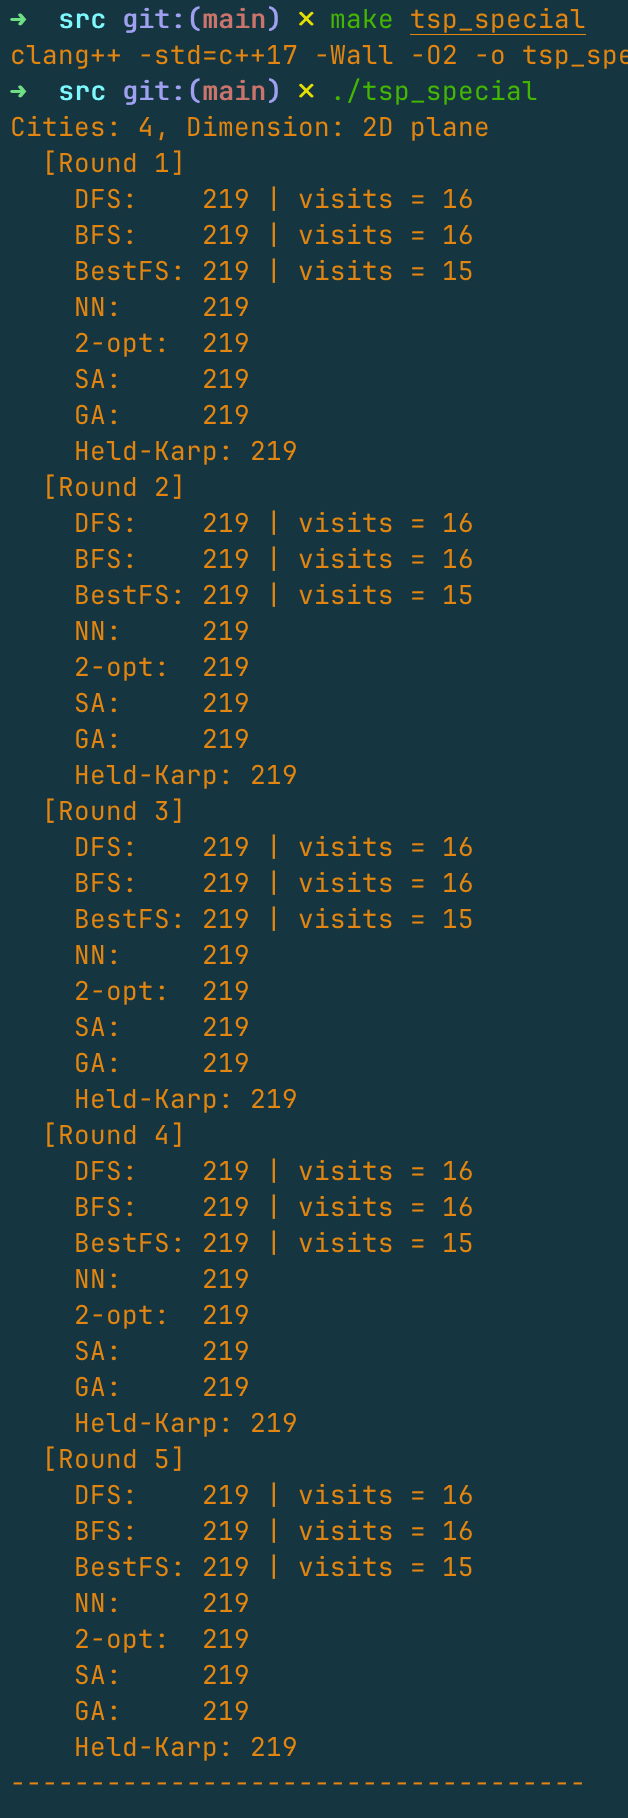 → src git:(main) ✗ make tsp_special
clang++ -std=c++17 -Wall -O2 -o tsp_spe
→ src git:(main) ✗ ./tsp_special
Cities: 4, Dimension: 2D plane
[Round 1]
DFS: 219 | visits = 16
BFS: 219 | visits = 16
BestFS: 219 | visits = 15
NN: 219
2-opt: 219
SA: 219
GA: 219
Held-Karp: 219
[Round 2]
DFS: 219 | visits = 16
BFS: 219 | visits = 16
BestFS: 219 | visits = 15
NN: 219
2-opt: 219
SA: 219
GA: 219
Held-Karp: 219
[Round 3]
DFS: 219 | visits = 16
BFS: 219 | visits = 16
BestFS: 219 | visits = 15
NN: 219
2-opt: 219
SA: 219
GA: 219
Held-Karp: 219
[Round 4]
DFS: 219 | visits = 16
BFS: 219 | visits = 16
BestFS: 219 | visits = 15
NN: 219
2-opt: 219
SA: 219
GA: 219
Held-Karp: 219
[Round 5]
DFS: 219 | visits = 16
BFS: 219 | visits = 16
BestFS: 219 | visits = 15
NN: 219
2-opt: 219
SA: 219
GA: 219
Held-Karp: 219
------------------------------------